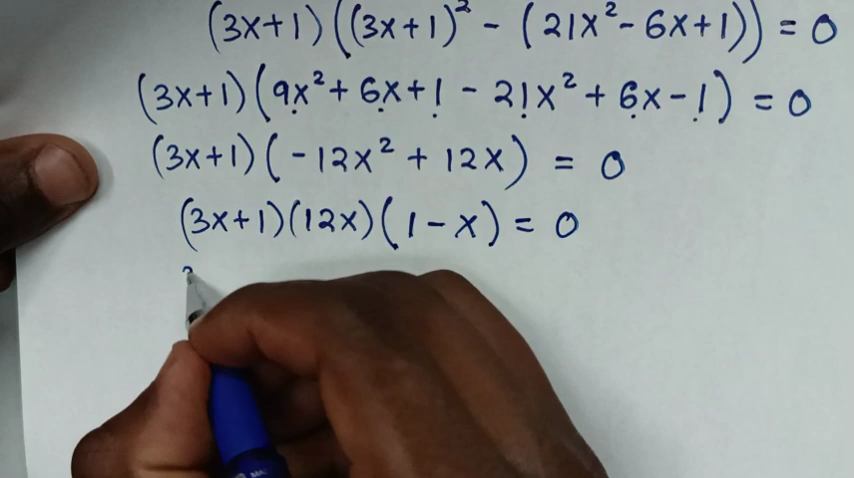 (3x+1)((3x+1)² - (21x² - 6x+1)) = 0
(3x+1)(9x² + 6x+1 - 21x² + 6x - 1) = 0
(3x+1)(-12x² + 12x) = 0
(3x+1)(12x)(1-x) = 0